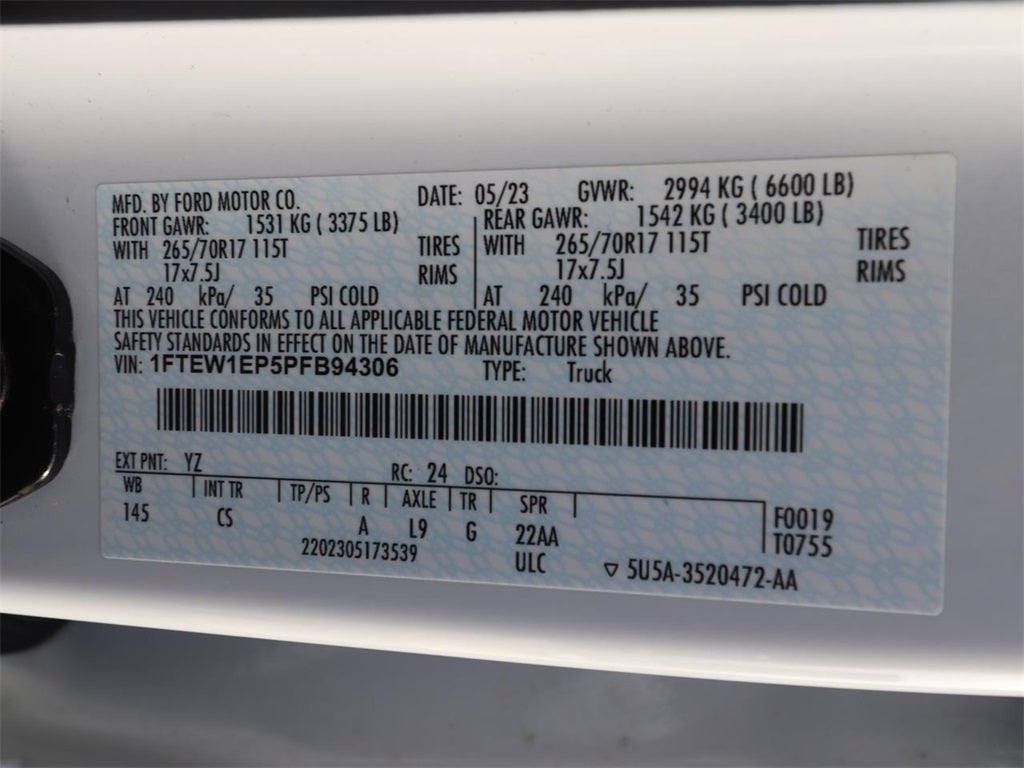 MFD. BY FORD MOTOR CO. DATE: 05/23 GVWR: 2994 KG ( 6600 LB)
FRONT GAWR: 1531 KG ( 3375 LB) REAR GAWR: 1542 KG ( 3400 LB)
WITH 265/70R17 115T TIRES WITH 265/70R17 115T TIRES
17x7.5J RIMS 17x7.5J RIMS
AT 240 kPa/ 35 PSI COLD AT 240 kPa/ 35 PSI COLD
THIS VEHICLE CONFORMS TO ALL APPLICABLE FEDERAL MOTOR VEHICLE
SAFETY STANDARDS IN EFFECT ON THE DATE OF MANUFACTURE SHOWN ABOVE.
VIN: 1FTEW1EP5PFB94306 TYPE: Truck
EXT PNT: YZ RC: 24 DSO:
WB INT TR TP/PS R AXLE TR SPR
145 CS A L9 G 22AA F0019
2202305173539 ULC T0755
▽ 5U5A-3520472-AA